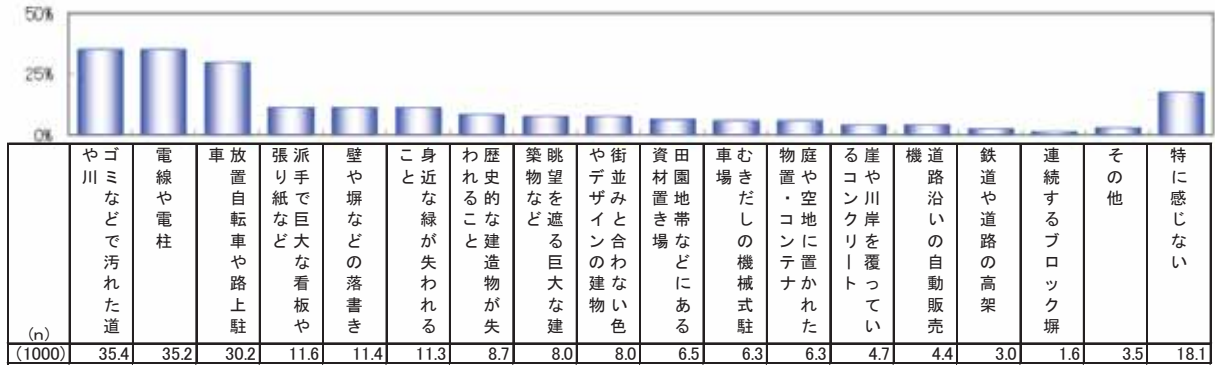 50%
25%
0%
(n)
ゴミなどで汚れた道
や川
電線や電柱
放置自転車や路上駐
車
派手で巨大な看板や
張り紙など
壁や塀などの落書き
身近な緑が失われる
こと
歴史的な建造物が失
われること
眺望を遮る巨大な建
築物など
街並みと合わない色
やデザインの建物
田園地帯などにある
資材置き場
むきだしの機械式駐
車場
庭や空地に置かれた
物置・コンテナ
崖や川岸を覆ってい
るコンクリート
道路沿いの自動販売
機
鉄道や道路の高架
連続するブロック塀
その他
特に感じない
(1000) 35.4 35.2 30.2 11.6 11.4 11.3 8.7 8.0 8.0 6.5 6.3 6.3 4.7 4.4 3.0 1.6 3.5 18.1